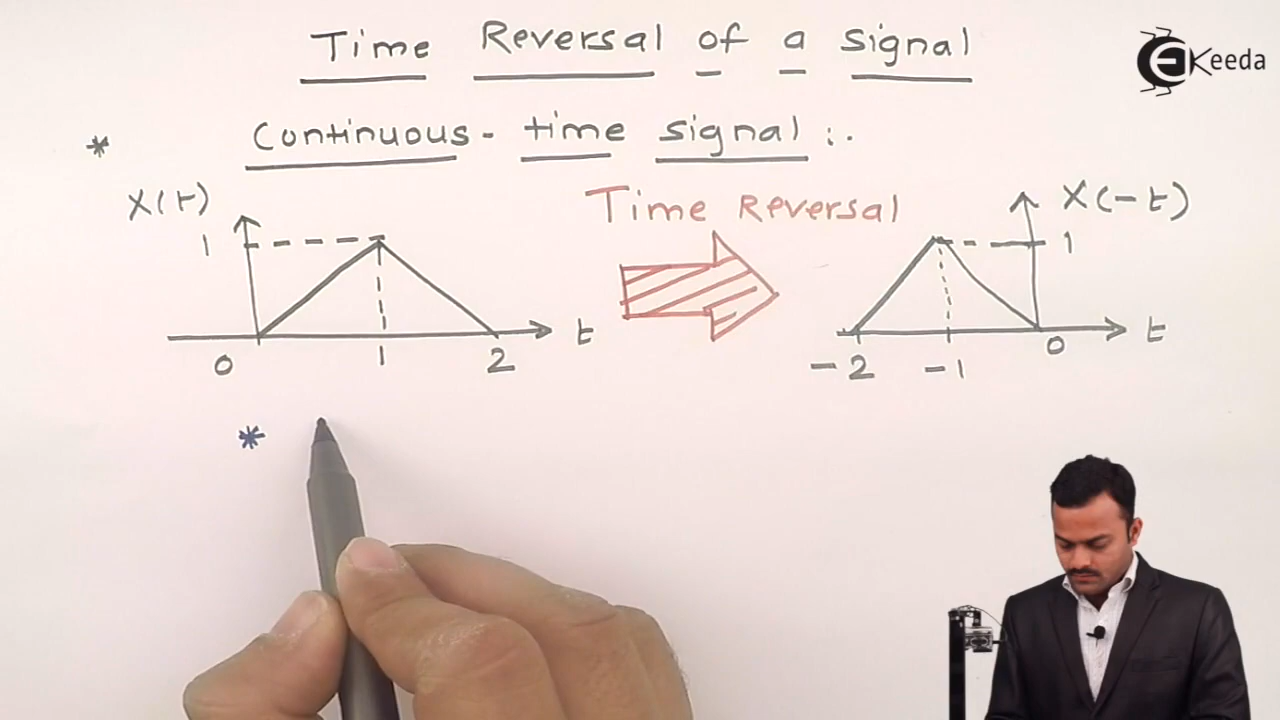 Time Reversal of a signal
EKeeda
* Continuous-time signal :.
x(t)
1
0 1 2 t
Time Reversal
x(-t)
1
-2 -1 0 t
*